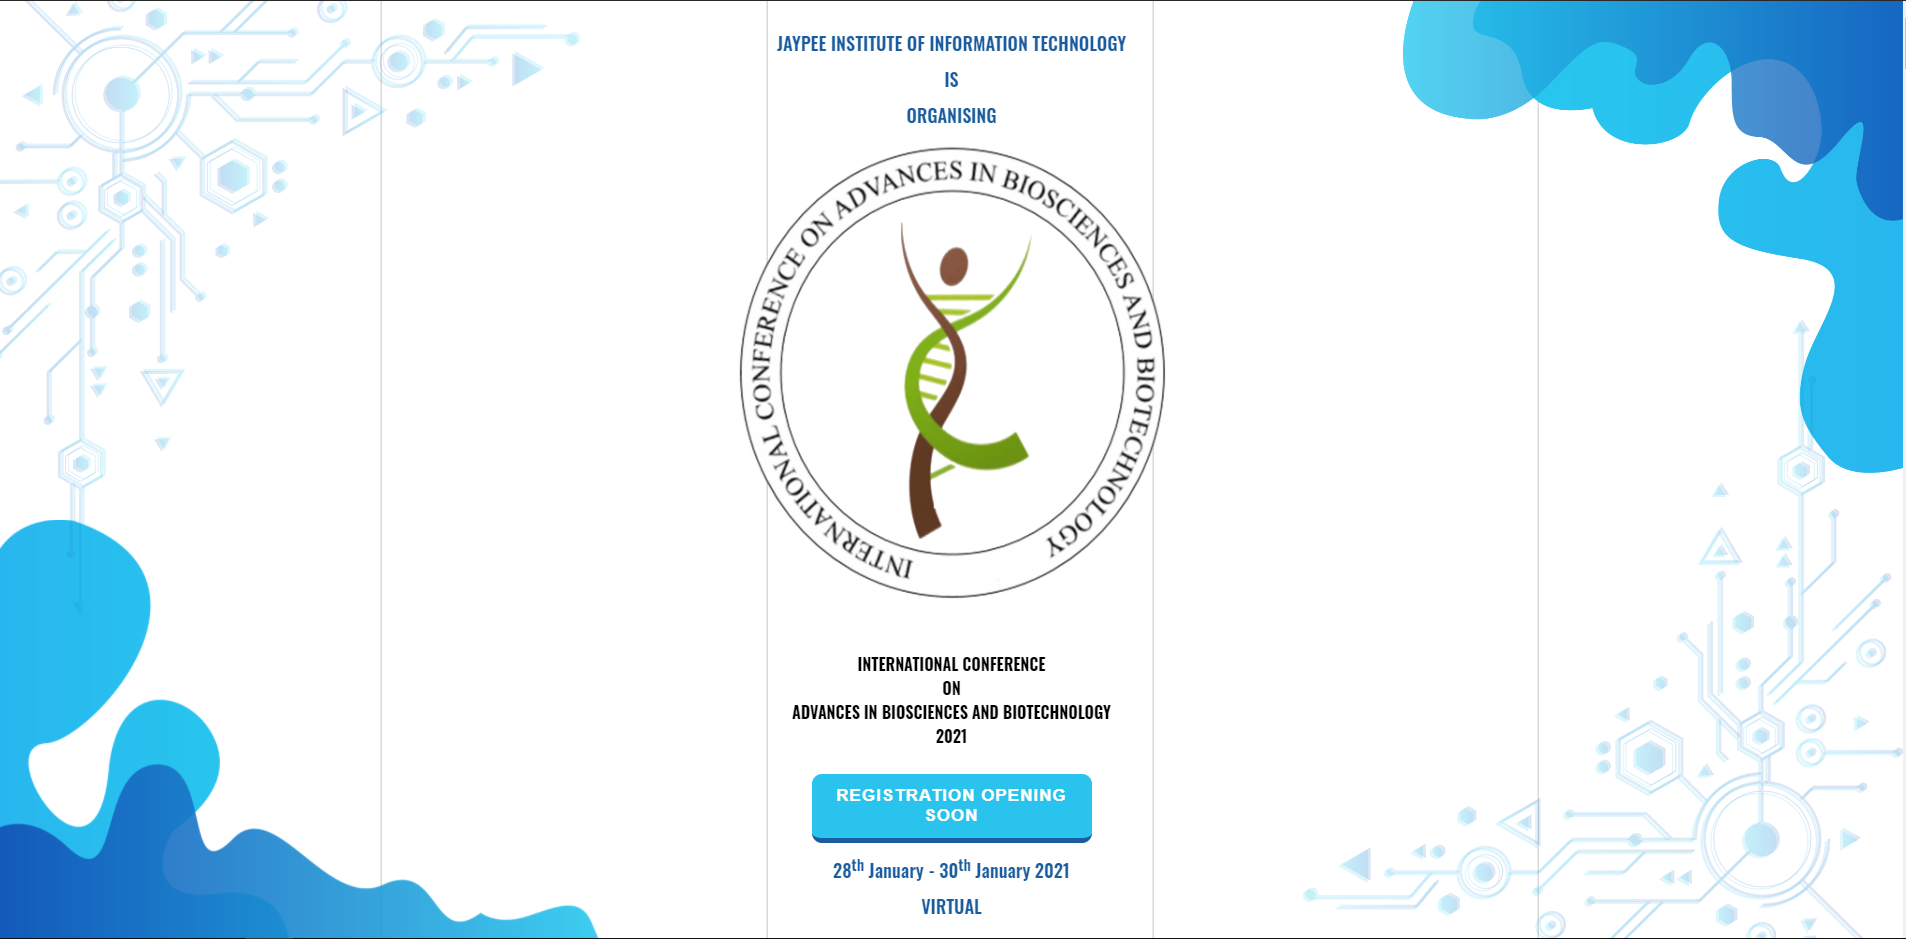 JAYPEE INSTITUTE OF INFORMATION TECHNOLOGY
IS
ORGANISING
INTERNATIONAL CONFERENCE ON ADVANCES IN BIOSCIENCES AND BIOTECHNOLOGY
INTERNATIONAL CONFERENCE
ON
ADVANCES IN BIOSCIENCES AND BIOTECHNOLOGY
2021
REGISTRATION OPENING
SOON
28th January - 30th January 2021
VIRTUAL